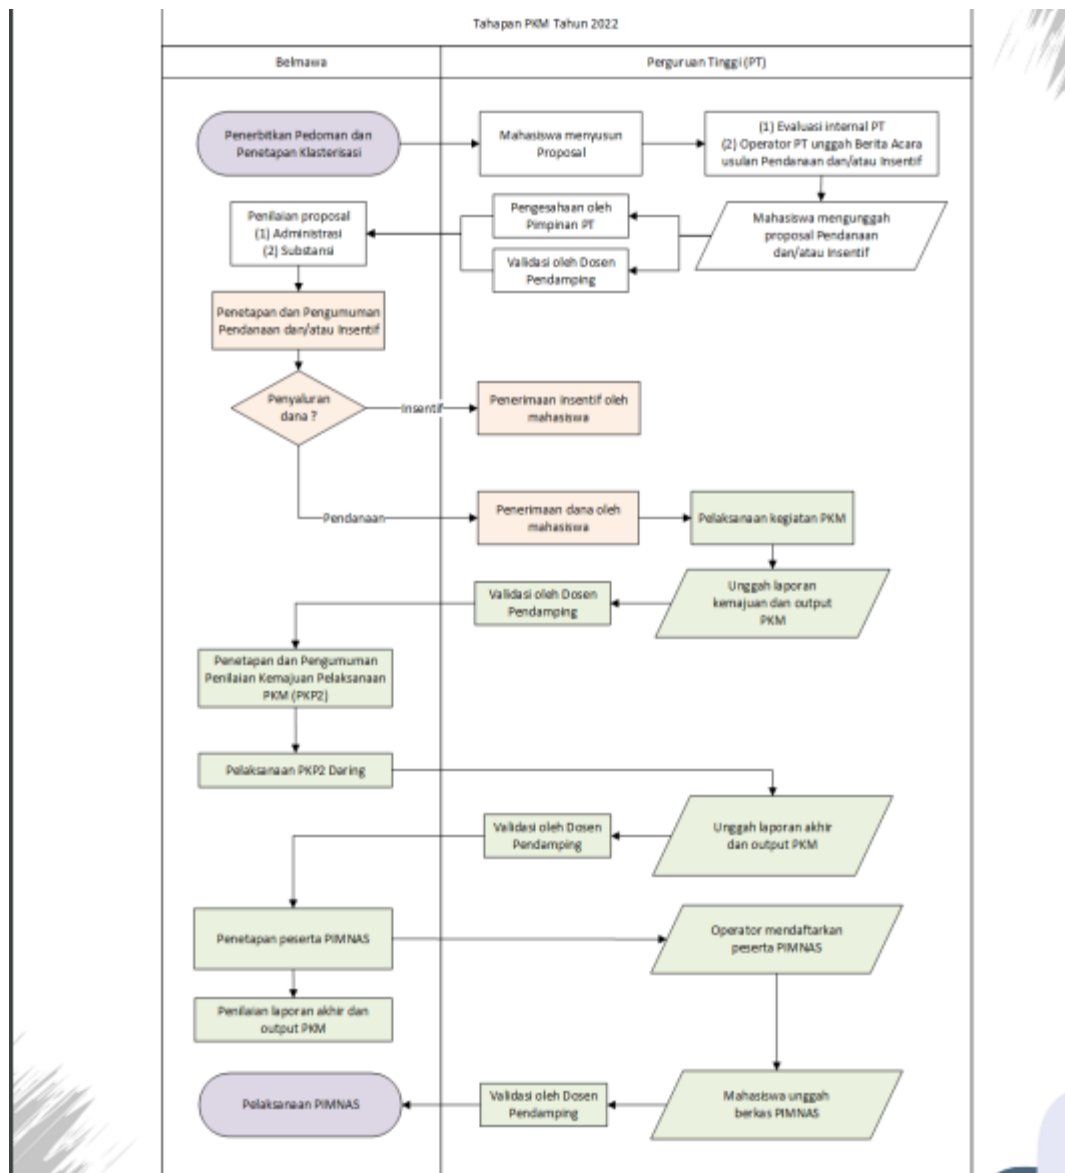 Tahapan PKM Tahun 2022
Belmawa
Perguruan Tinggi (PT)
Penerbitkan Pedoman dan
Penetapan Klasterisasi
Mahasiswa menyusun
Proposal
(1) Evaluasi internal PT
(2) Operator PT unggah Berita Acara
usulan Pendanaan dan/atau Insentif
Penilaian proposal
(1) Administrasi
(2) Substansi
Pengesahaan oleh
Pimpinan PT
Validasi oleh Dosen
Pendamping
Mahasiswa mengunggah
proposal Pendanaan
dan/atau Insentif
Penetapan dan Pengumuman
Pendanaan dan/atau Insentif
Penyaluran
dana ?
Insentif
Penerimaan insentif oleh
mahasiswa
Pendanaan
Penerimaan dana oleh
mahasiswa
Pelaksanaan kegiatan PKM
Validasi oleh Dosen
Pendamping
Unggah laporan
kemajuan dan output
PKM
Penetapan dan Pengumuman
Penilaian Kemajuan Pelaksanaan
PKM (PKP2)
Pelaksanaan PKP2 Daring
Validasi oleh Dosen
Pendamping
Unggah laporan akhir
dan output PKM
Penetapan peserta PIMNAS
Operator mendaftarkan
peserta PIMNAS
Penilaian laporan akhir dan
output PKM
Pelaksanaan PIMNAS
Validasi oleh Dosen
Pendamping
Mahasiswa unggah
berkas PIMNAS